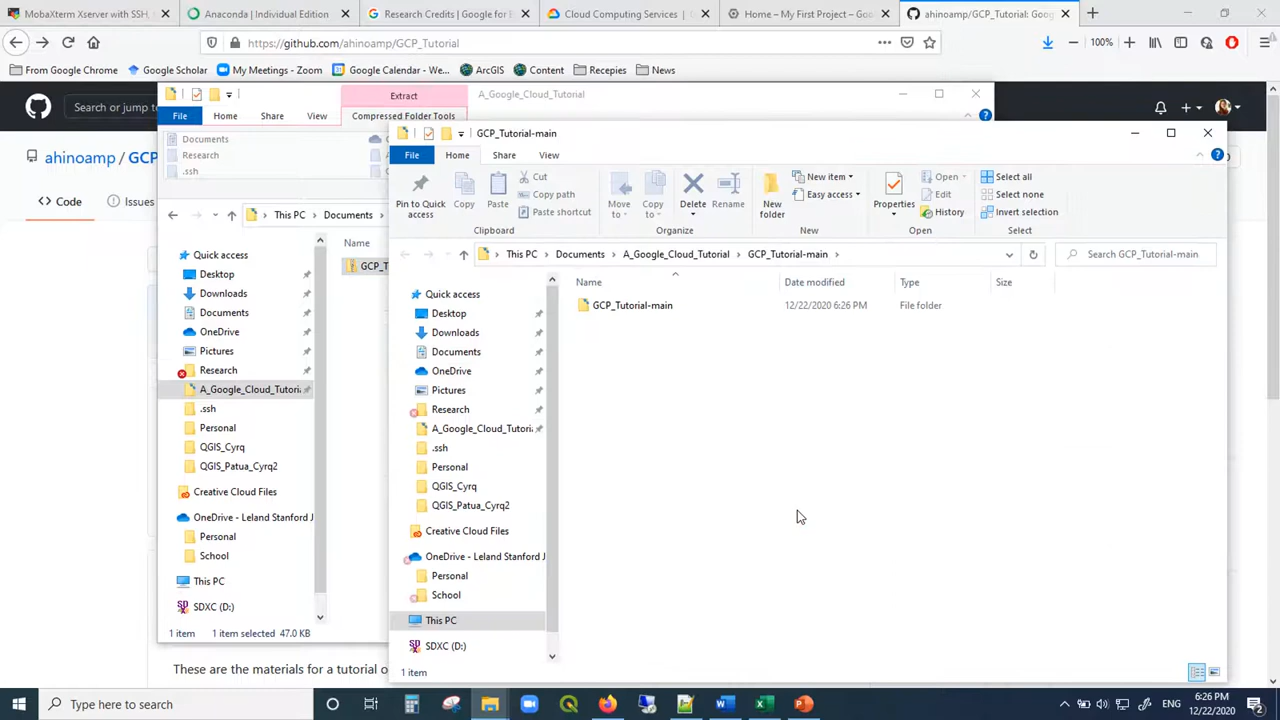 MobaXterm Xserver with SSH, Anaconda | Individual Edition Research Credits | Google for E Cloud Computing Services | Home – My First Project – Goo ahinoamp/GCP_Tutorial: Goog
https://github.com/ahinoamp/GCP_Tutorial 100%
From Google Chrome Google Scholar My Meetings - Zoom Google Calendar - We... ArcGIS Content Recepies News
Search or jump
ahinoamp / GCP
Code Issues
Extract A_Google_Cloud_Tutorial
File Home Share View Compressed Folder Tools
Documents
Research
.ssh
This PC Documents
Name
GCP_T
Quick access
Desktop
Downloads
Documents
OneDrive
Pictures
Research
A_Google_Cloud_Tutoria
.ssh
Personal
QGIS_Cyrq
QGIS_Patua_Cyrq2
Creative Cloud Files
OneDrive - Leland Stanford J
Personal
School
This PC
SDXC (D:)
1 item 1 item selected 47.0 KB
GCP_Tutorial-main
File Home Share View
Pin to Quick access
Copy
Paste
Cut
Copy path
Paste shortcut
Clipboard
Move to
Copy to
Delete
Rename
Organize
New folder
New item
Easy access
New
Properties
Open
Edit
History
Open
Select all
Select none
Invert selection
Select
This PC Documents A_Google_Cloud_Tutorial GCP_Tutorial-main
Search GCP_Tutorial-main
Name Date modified Type Size
GCP_Tutorial-main 12/22/2020 6:26 PM File folder
Quick access
Desktop
Downloads
Documents
OneDrive
Pictures
Research
A_Google_Cloud_Tutori
.ssh
Personal
QGIS_Cyrq
QGIS_Patua_Cyrq2
Creative Cloud Files
OneDrive - Leland Stanford J
Personal
School
This PC
SDXC (D:)
1 item
These are the materials for a tutorial o
Type here to search
ENG
6:26 PM
12/22/2020